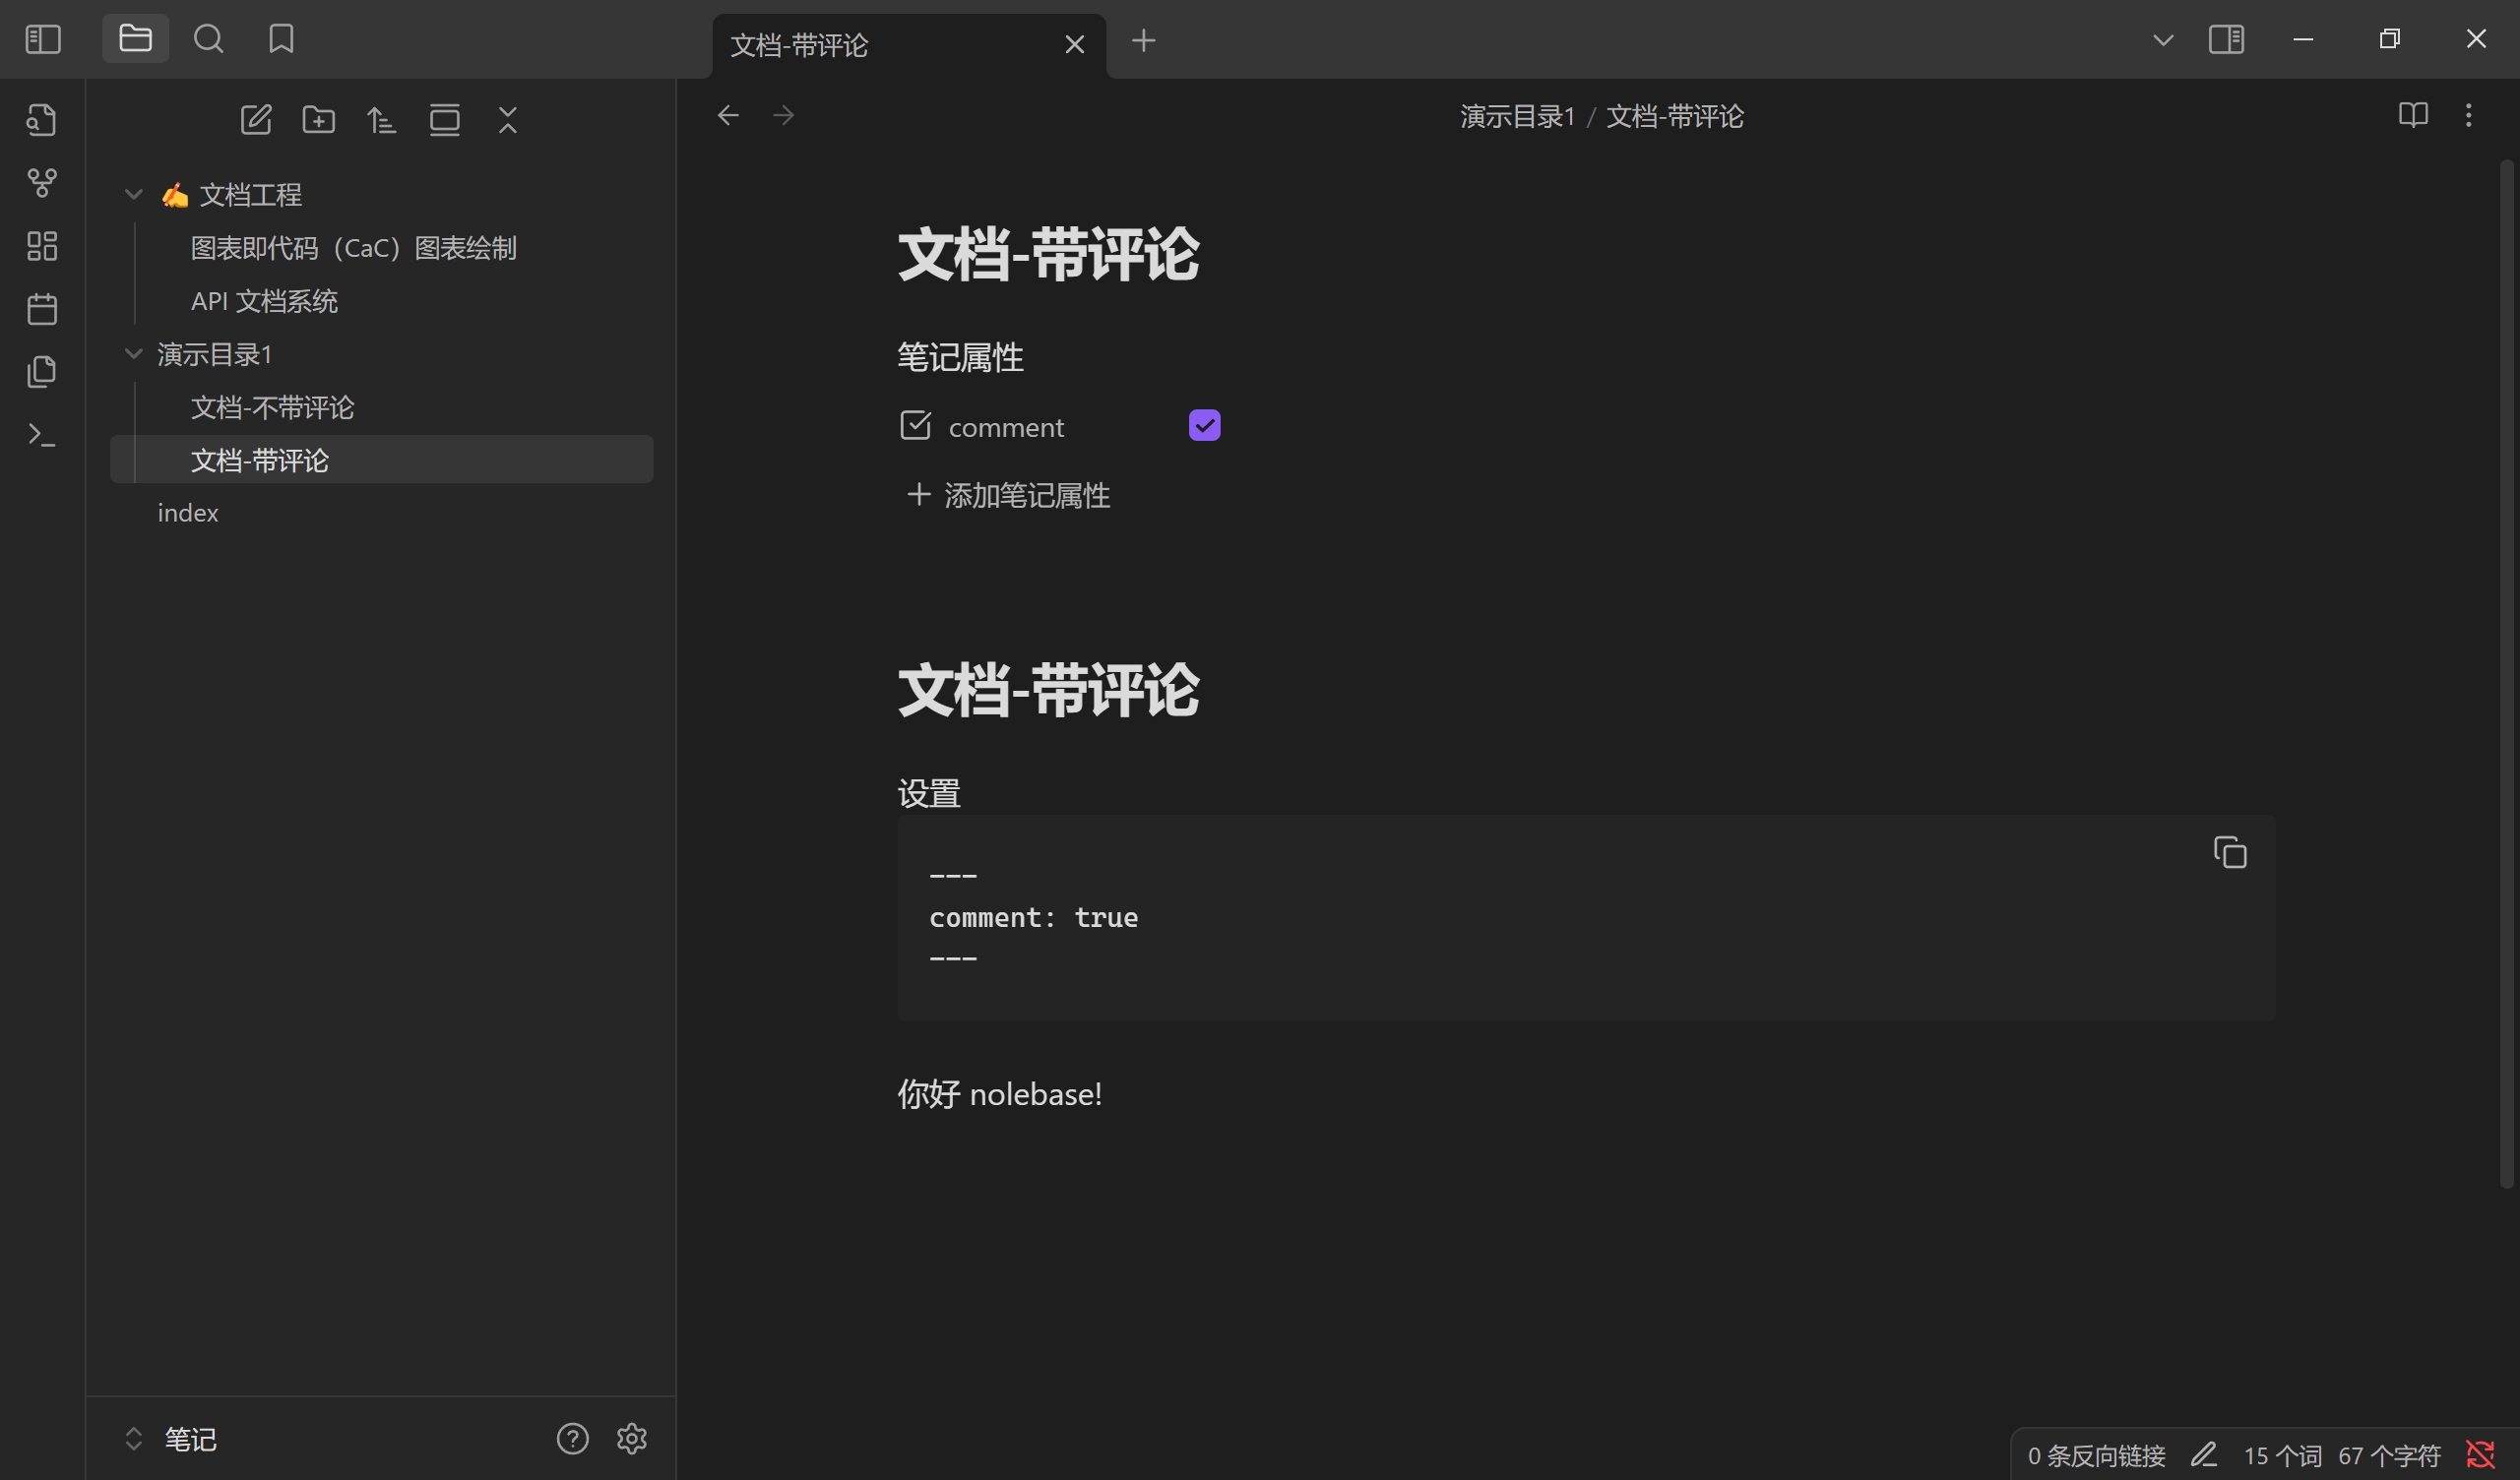 文档-带评论
✍️ 文档工程
图表即代码（CaC）图表绘制
API 文档系统
演示目录1
文档-不带评论
文档-带评论
index
笔记
演示目录1 / 文档-带评论
文档-带评论
笔记属性
comment
添加笔记属性
文档-带评论
设置
---
comment: true
---
你好 nolebase!
0 条反向链接 15 个词 67 个字符